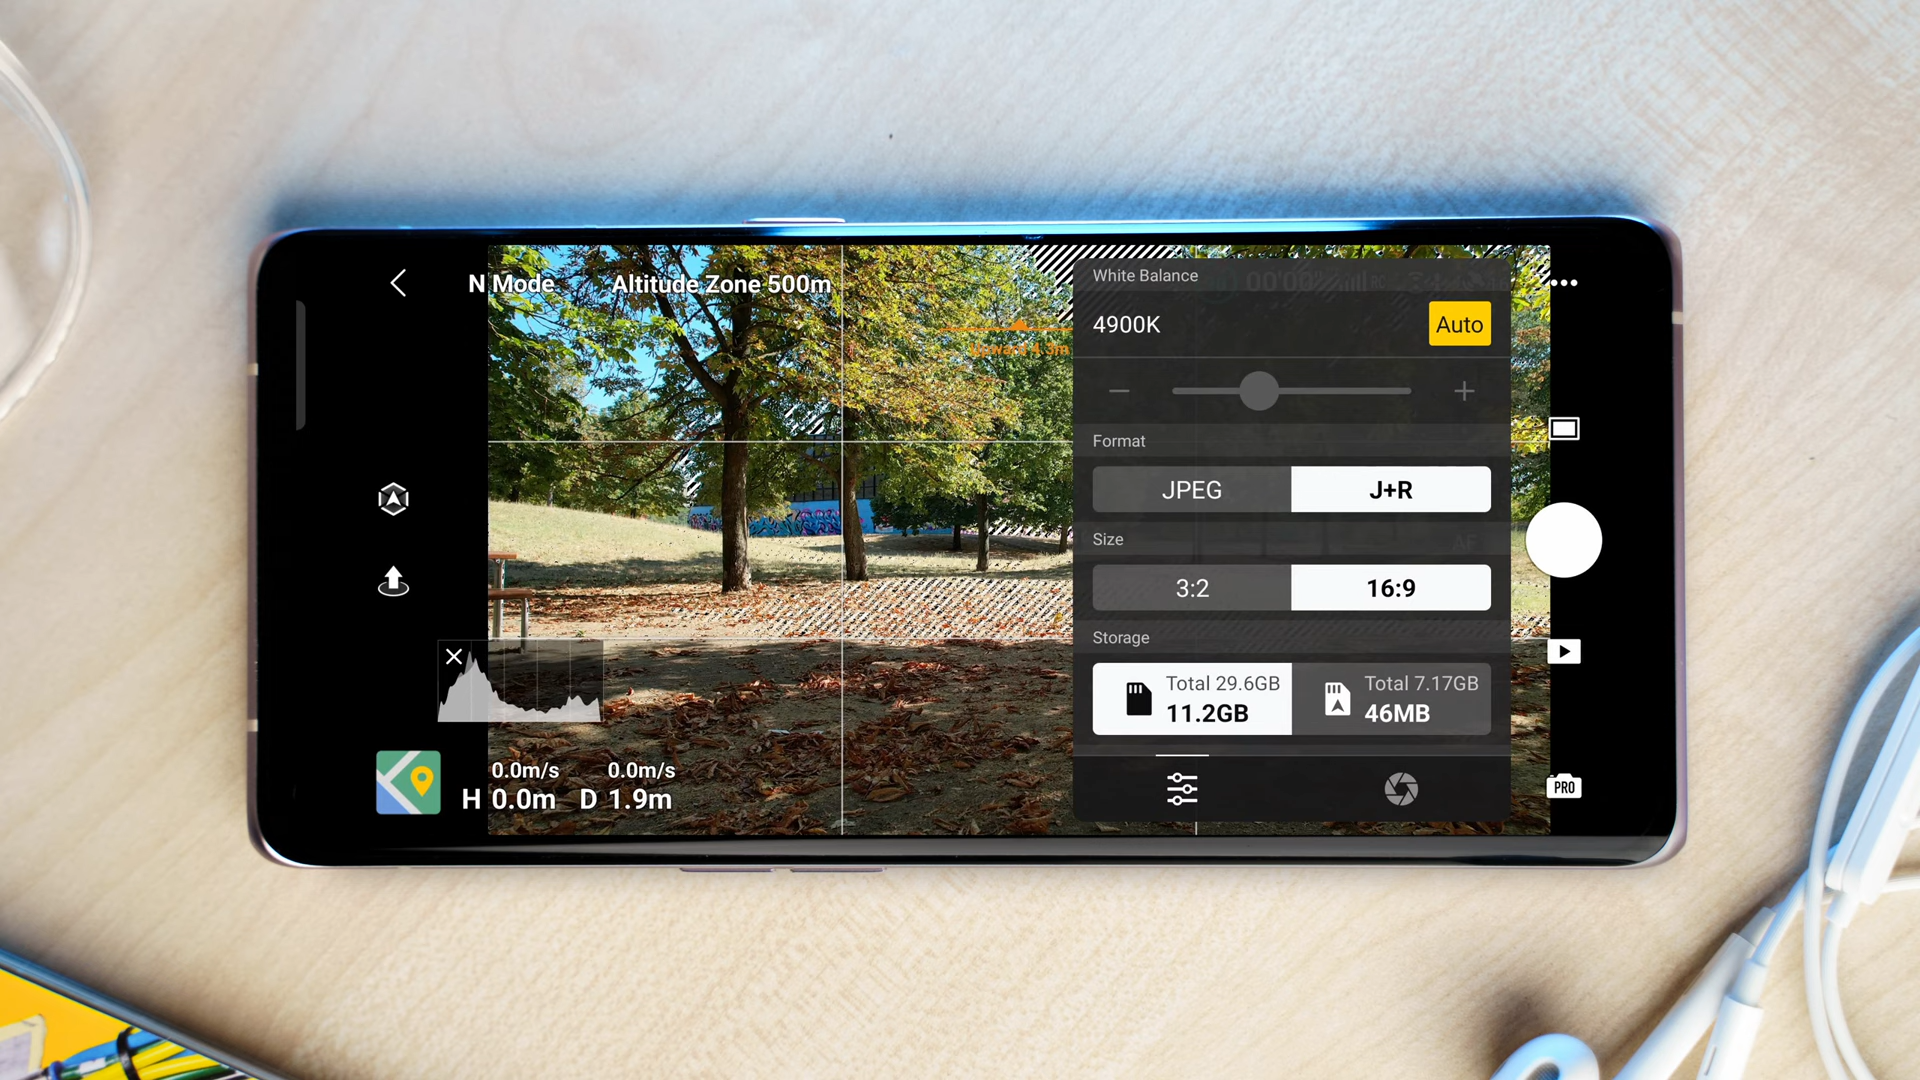 N Mode
Altitude Zone 500m
White Balance
4900K
Auto
Format
JPEG
J+R
Size
3:2
16:9
Storage
Total 29.6GB
11.2GB
Total 7.17GB
46MB
0.0m/s
0.0m/s
H 0.0m
D 1.9m
PRO